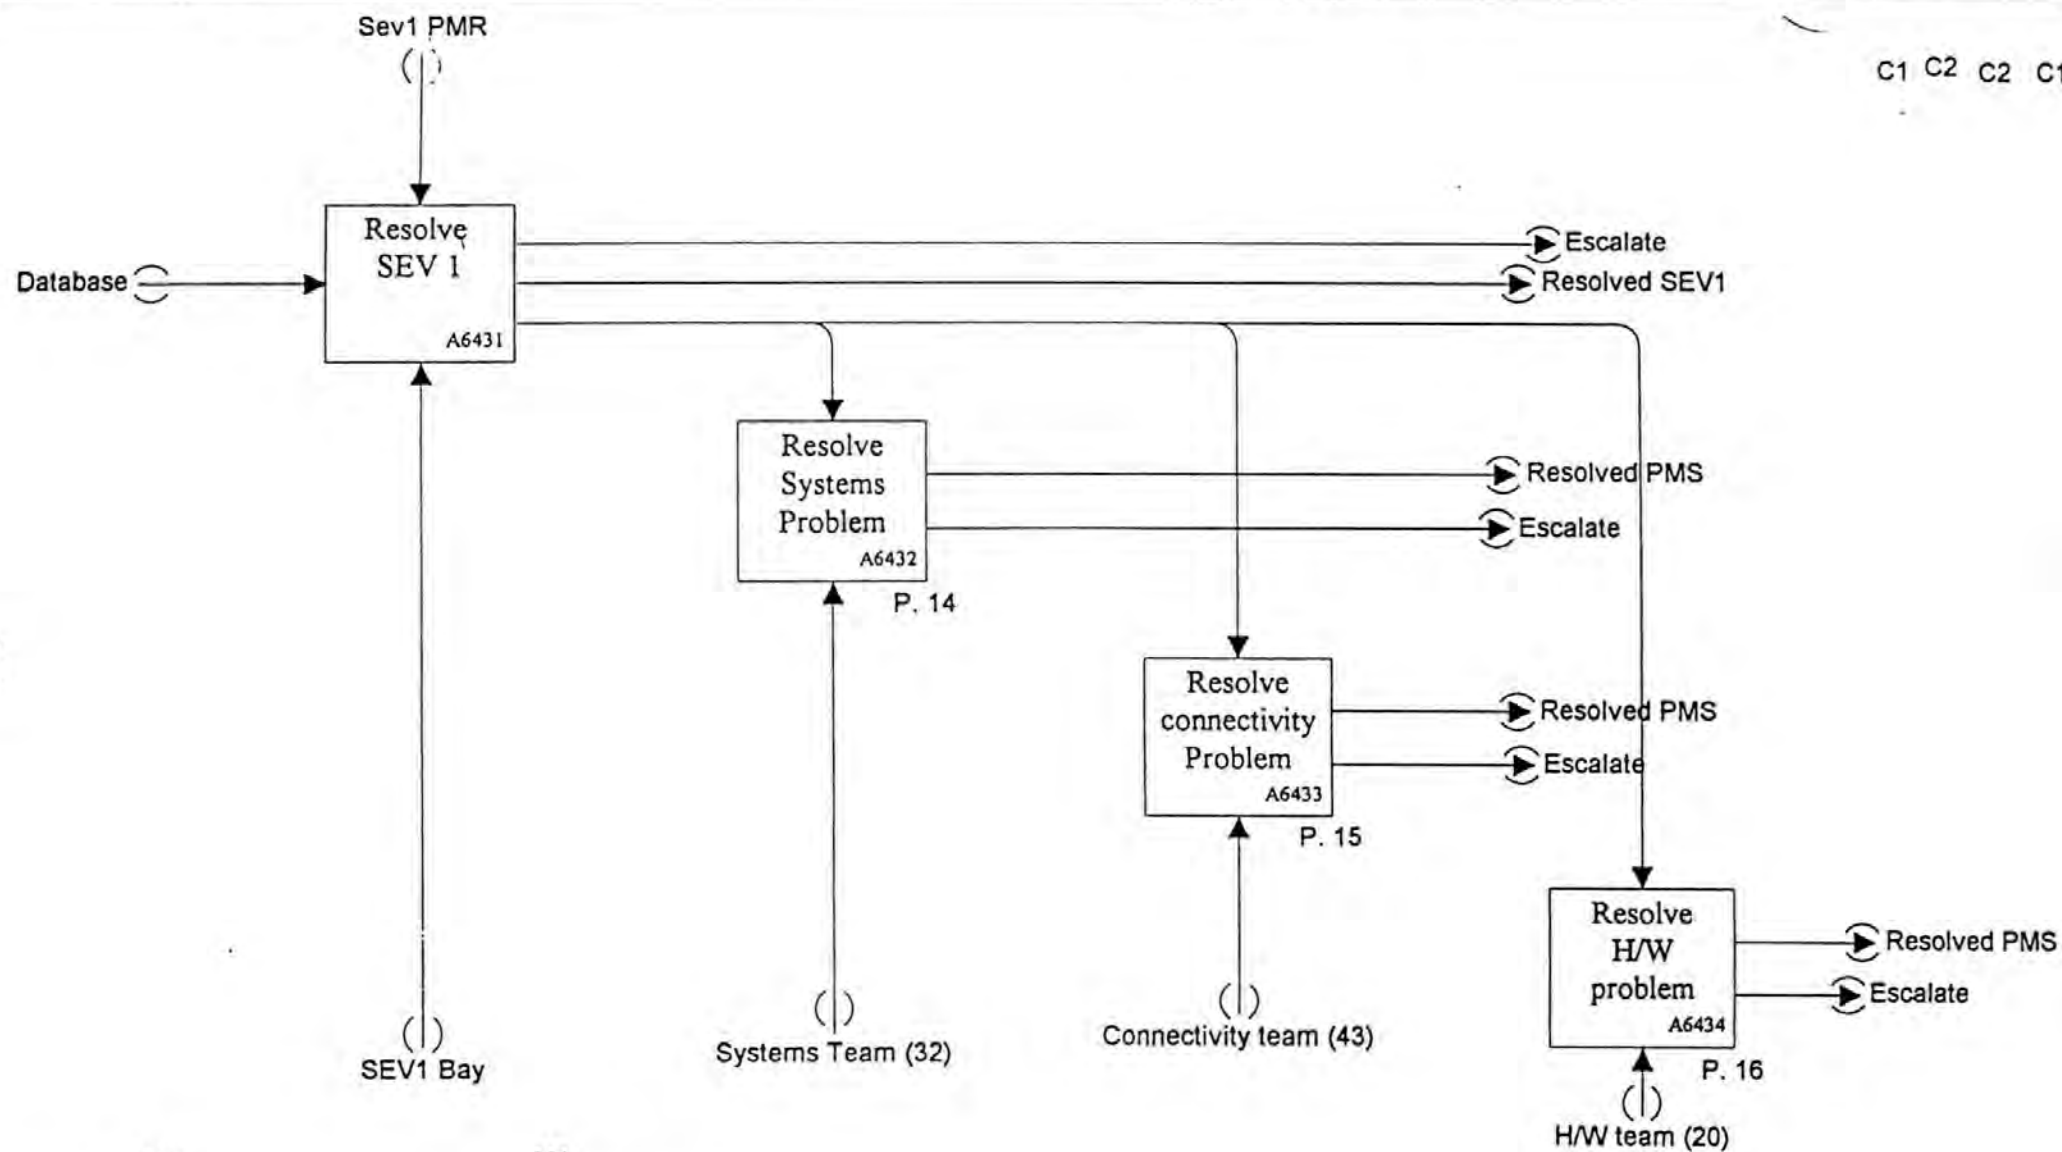 Sev1 PMR
C1 C2 C2 C1
Resolve
SEV 1
A6431
Database
Escalate
Resolved SEV1
Resolve
Systems
Problem
A6432
P. 14
Resolved PMS
Escalate
Resolve
connectivity
Problem
A6433
P. 15
Resolved PMS
Escalate
Resolve
H/W
problem
A6434
P. 16
Resolved PMS
Escalate
SEV1 Bay
Systems Team (32)
Connectivity team (43)
H/W team (20)